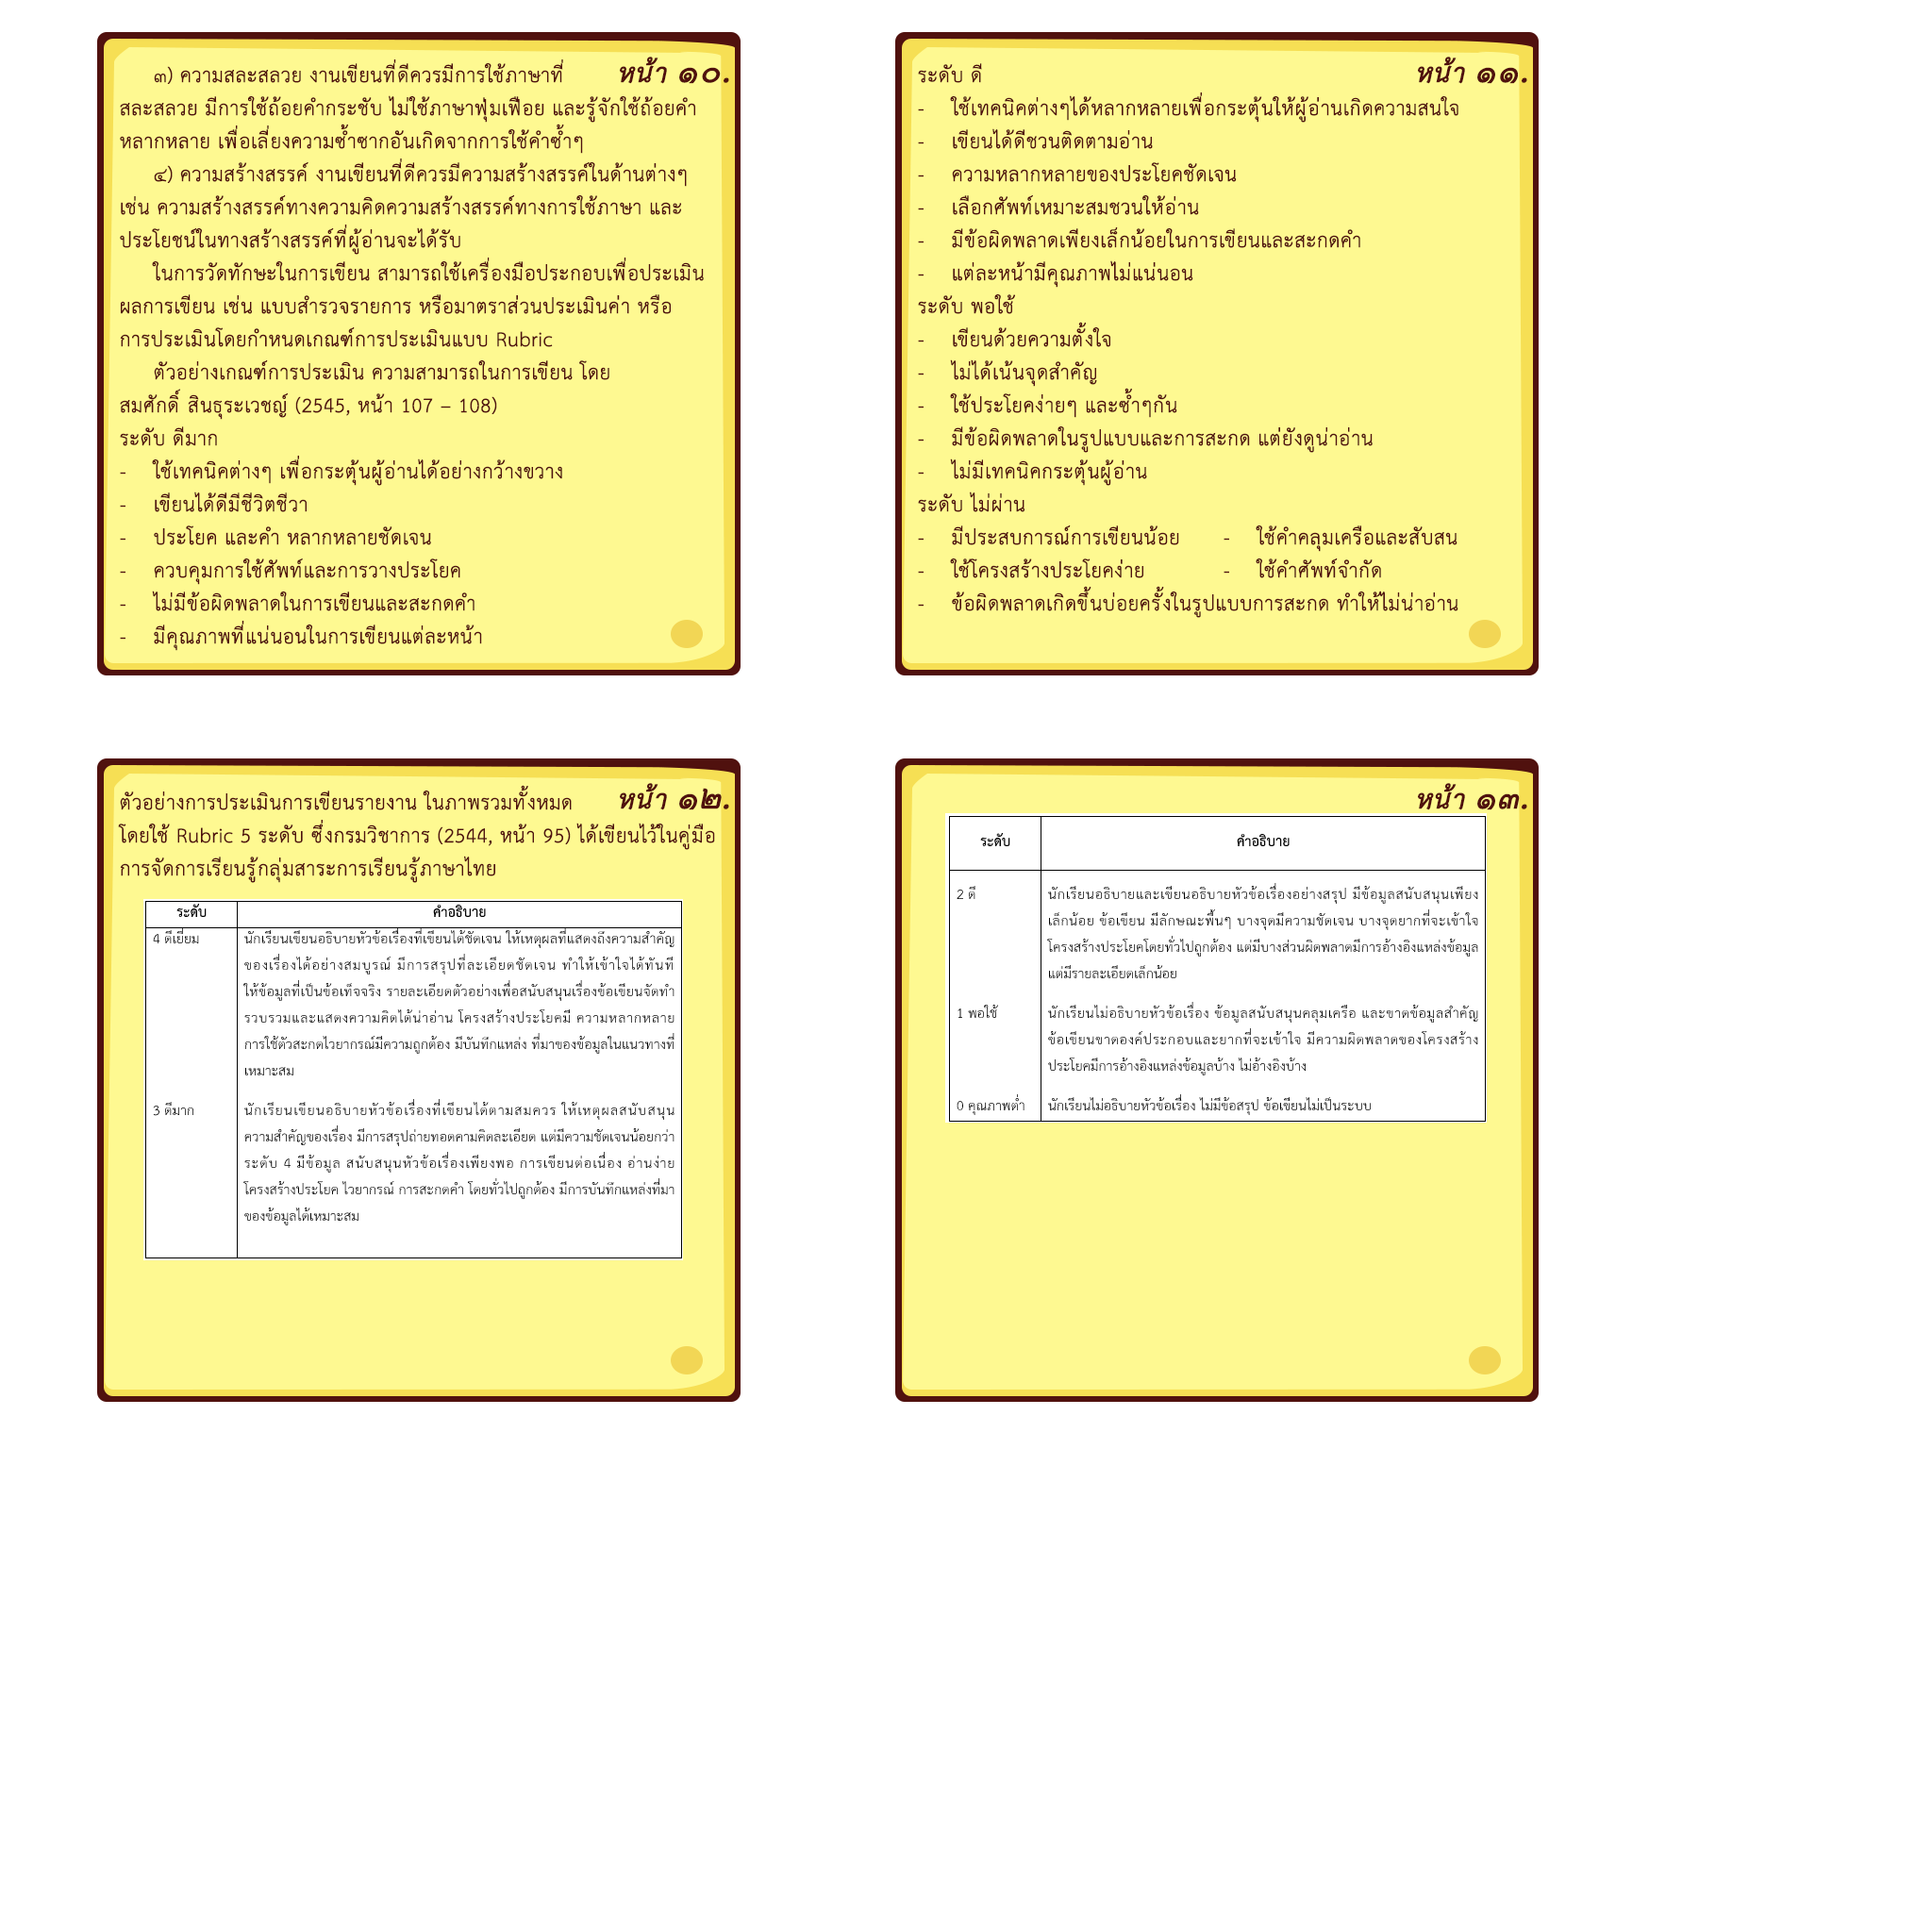 หน้า ๑๐.
๓) ความสละสลวย งานเขียนที่ดีควรมีการใช้ภาษาที่
สละสลวย มีการใช้ถ้อยคำกระชับ ไม่ใช้ภาษาฟุ่มเฟือย และรู้จักใช้ถ้อยคำ
หลากหลาย เพื่อเลี่ยงความซ้ำซากอันเกิดจากการใช้คำซ้ำๆ
๔) ความสร้างสรรค์ งานเขียนที่ดีควรมีความสร้างสรรค์ในด้านต่างๆ
เช่น ความสร้างสรรค์ทางความคิดความสร้างสรรค์ทางการใช้ภาษา และ
ประโยชน์ในทางสร้างสรรค์ที่ผู้อ่านจะได้รับ
ในการวัดทักษะในการเขียน สามารถใช้เครื่องมือประกอบเพื่อประเมิน
ผลการเขียน เช่น แบบสำรวจรายการ หรือมาตราส่วนประเมินค่า หรือ
การประเมินโดยกำหนดเกณฑ์การประเมินแบบ Rubric
ตัวอย่างเกณฑ์การประเมิน ความสามารถในการเขียน โดย
สมศักดิ์ สินธุระเวชญ์ (2545, หน้า 107 – 108)
ระดับ ดีมาก
- ใช้เทคนิคต่างๆ เพื่อกระตุ้นผู้อ่านได้อย่างกว้างขวาง
- เขียนได้ดีมีชีวิตชีวา
- ประโยค และคำ หลากหลายชัดเจน
- ควบคุมการใช้ศัพท์และการวางประโยค
- ไม่มีข้อผิดพลาดในการเขียนและสะกดคำ
- มีคุณภาพที่แน่นอนในการเขียนแต่ละหน้า
หน้า ๑๑.
ระดับ ดี
- ใช้เทคนิคต่างๆได้หลากหลายเพื่อกระตุ้นให้ผู้อ่านเกิดความสนใจ
- เขียนได้ดีชวนติดตามอ่าน
- ความหลากหลายของประโยคชัดเจน
- เลือกศัพท์เหมาะสมชวนให้อ่าน
- มีข้อผิดพลาดเพียงเล็กน้อยในการเขียนและสะกดคำ
- แต่ละหน้ามีคุณภาพไม่แน่นอน
ระดับ พอใช้
- เขียนด้วยความตั้งใจ
- ไม่ได้เน้นจุดสำคัญ
- ใช้ประโยคง่ายๆ และซ้ำๆกัน
- มีข้อผิดพลาดในรูปแบบและการสะกด แต่ยังดูน่าอ่าน
- ไม่มีเทคนิคกระตุ้นผู้อ่าน
ระดับ ไม่ผ่าน
- มีประสบการณ์การเขียนน้อย - ใช้คำคลุมเครือและสับสน
- ใช้โครงสร้างประโยคง่าย - ใช้คำศัพท์จำกัด
- ข้อผิดพลาดเกิดขึ้นบ่อยครั้งในรูปแบบการสะกด ทำให้ไม่น่าอ่าน
หน้า ๑๒.
ตัวอย่างการประเมินการเขียนรายงาน ในภาพรวมทั้งหมด
โดยใช้ Rubric 5 ระดับ ซึ่งกรมวิชาการ (2544, หน้า 95) ได้เขียนไว้ในคู่มือ
การจัดการเรียนรู้กลุ่มสาระการเรียนรู้ภาษาไทย
ระดับ คำอธิบาย
4 ดีเยี่ยม นักเรียนเขียนอธิบายหัวข้อเรื่องที่เขียนได้ชัดเจน ให้เหตุผลที่แสดงถึงความสำคัญ
ของเรื่องได้อย่างสมบูรณ์ มีการสรุปที่ละเอียดชัดเจน ทำให้เข้าใจได้ทันที
ให้ข้อมูลที่เป็นข้อเท็จจริง รายละเอียดตัวอย่างเพื่อสนับสนุนเรื่องข้อเขียนจัดทำ
รวบรวมและแสดงความคิดได้น่าอ่าน โครงสร้างประโยคมี ความหลากหลาย
การใช้ตัวสะกดไวยากรณ์มีความถูกต้อง มีบันทึกแหล่ง ที่มาของข้อมูลในแนวทางที่
เหมาะสม
3 ดีมาก นักเรียนเขียนอธิบายหัวข้อเรื่องที่เขียนได้ตามสมควร ให้เหตุผลสนับสนุน
ความสำคัญของเรื่อง มีการสรุปถ่ายทอดคามคิดละเอียด แต่มีความชัดเจนน้อยกว่า
ระดับ 4 มีข้อมูล สนับสนุนหัวข้อเรื่องเพียงพอ การเขียนต่อเนื่อง อ่านง่าย
โครงสร้างประโยค ไวยากรณ์ การสะกดคำ โดยทั่วไปถูกต้อง มีการบันทึกแหล่งที่มา
ของข้อมูลได้เหมาะสม
หน้า ๑๓.
ระดับ คำอธิบาย
2 ดี นักเรียนอธิบายและเขียนอธิบายหัวข้อเรื่องอย่างสรุป มีข้อมูลสนับสนุนเพียง
เล็กน้อย ข้อเขียน มีลักษณะพื้นๆ บางจุดมีความชัดเจน บางจุดยากที่จะเข้าใจ
โครงสร้างประโยคโดยทั่วไปถูกต้อง แต่มีบางส่วนผิดพลาดมีการอ้างอิงแหล่งข้อมูล
แต่มีรายละเอียดเล็กน้อย
1 พอใช้ นักเรียนไม่อธิบายหัวข้อเรื่อง ข้อมูลสนับสนุนคลุมเครือ และขาดข้อมูลสำคัญ
ข้อเขียนขาดองค์ประกอบและยากที่จะเข้าใจ มีความผิดพลาดของโครงสร้าง
ประโยคมีการอ้างอิงแหล่งข้อมูลบ้าง ไม่อ้างอิงบ้าง
0 คุณภาพต่ำ นักเรียนไม่อธิบายหัวข้อเรื่อง ไม่มีข้อสรุป ข้อเขียนไม่เป็นระบบ